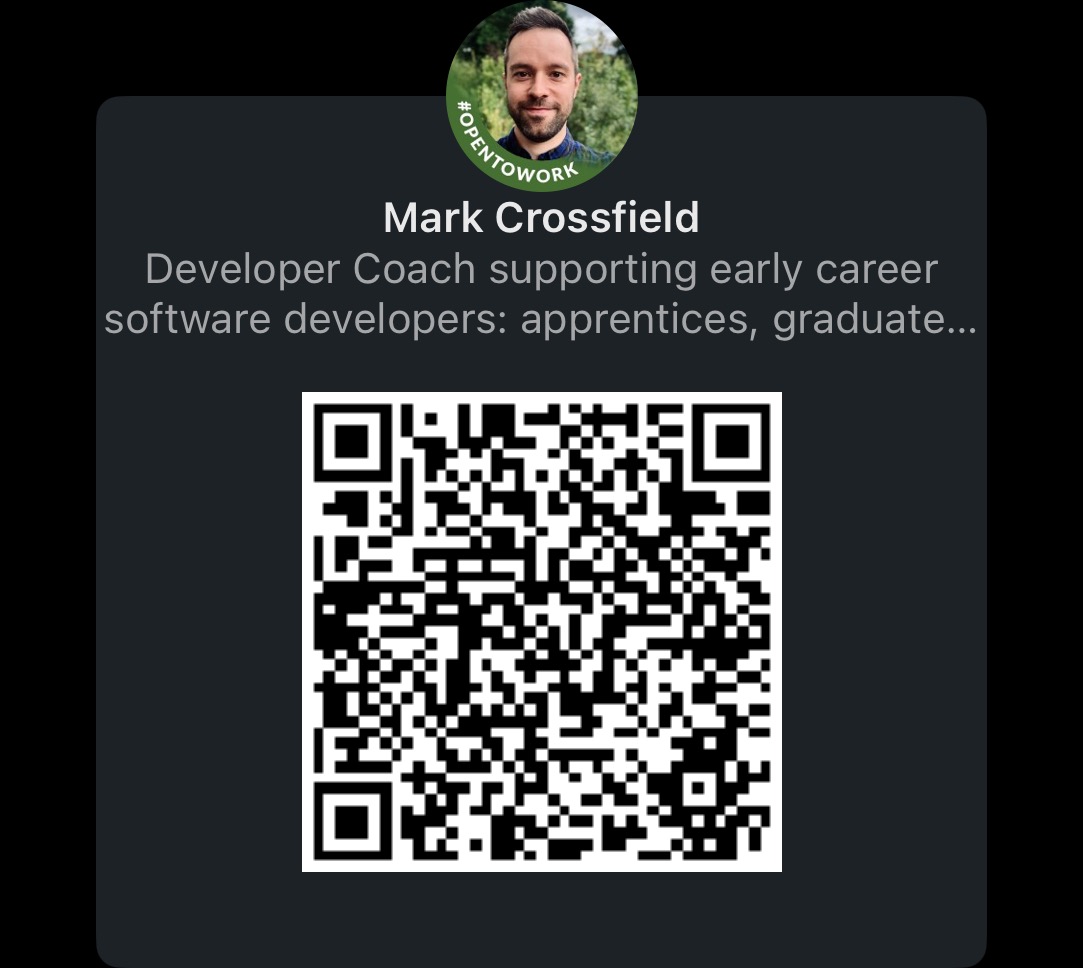 #OPENTOWORK
Mark Crossfield
Developer Coach supporting early career
software developers: apprentices, graduate...